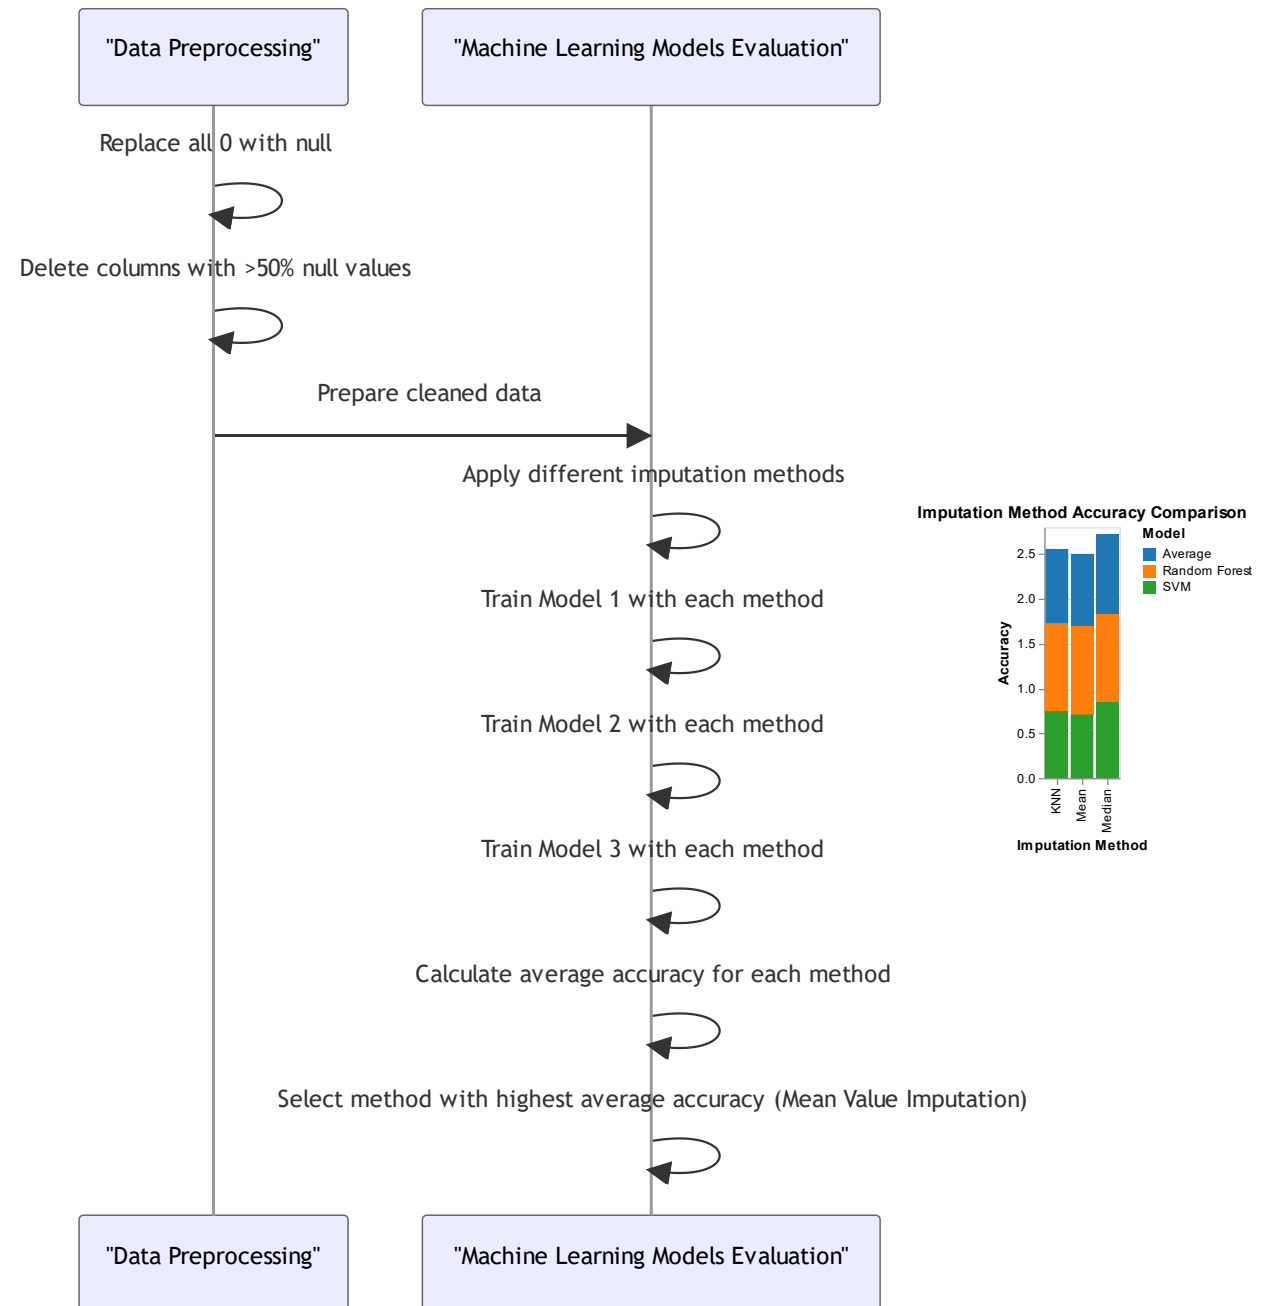 "Data Preprocessing"
"Machine Learning Models Evaluation"
Replace all 0 with null
Delete columns with >50% null values
Prepare cleaned data
Apply different imputation methods
Train Model 1 with each method
Train Model 2 with each method
Train Model 3 with each method
Calculate average accuracy for each method
Select method with highest average accuracy (Mean Value Imputation)
"Data Preprocessing"
"Machine Learning Models Evaluation"
Imputation Method Accuracy Comparison
Model
Average
Random Forest
SVM
Accuracy
2.5
2.0
1.5
1.0
0.5
0.0
KNN
Mean
Median
Imputation Method